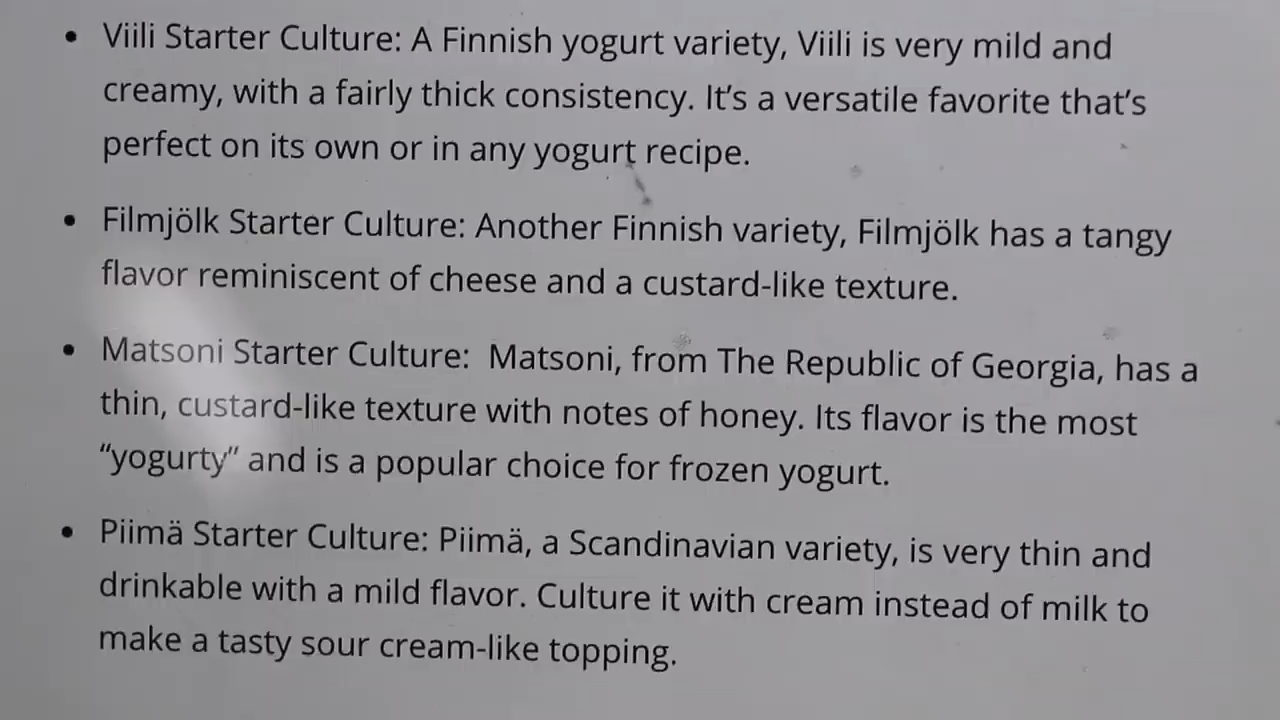 • Viili Starter Culture: A Finnish yogurt variety, Viili is very mild and
creamy, with a fairly thick consistency. It’s a versatile favorite that’s
perfect on its own or in any yogurt recipe.
• Filmjölk Starter Culture: Another Finnish variety, Filmjölk has a tangy
flavor reminiscent of cheese and a custard-like texture.
• Matsoni Starter Culture:  Matsoni, from The Republic of Georgia, has a
thin, custard-like texture with notes of honey. Its flavor is the most
“yogurty” and is a popular choice for frozen yogurt.
• Piimä Starter Culture: Piimä, a Scandinavian variety, is very thin and
drinkable with a mild flavor. Culture it with cream instead of milk to
make a tasty sour cream-like topping.